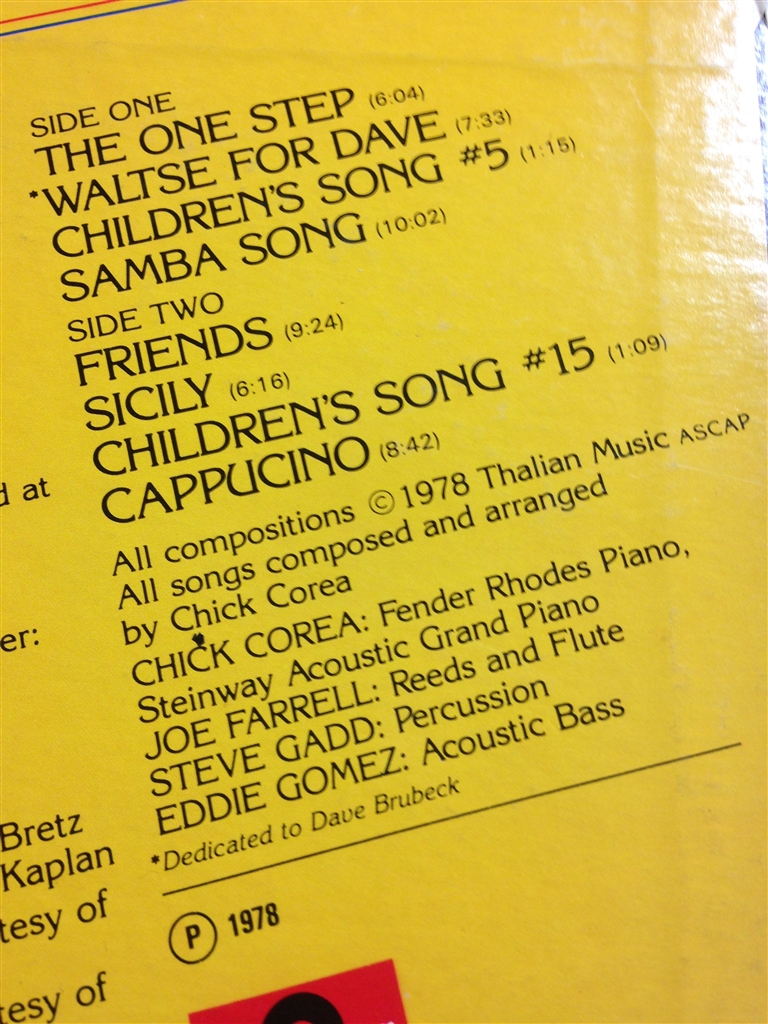 SIDE ONE
THE ONE STEP (6:04)
*WALTSE FOR DAVE (7:33)
CHILDREN'S SONG #5 (1:15)
SAMBA SONG (10:02)
SIDE TWO
FRIENDS (9:24)
SICILY (6:16)
CHILDREN'S SONG #15 (1:09)
CAPPUCINO (8:42)
All compositions ©1978 Thalian Music ASCAP
All songs composed and arranged
by Chick Corea
CHICK COREA: Fender Rhodes Piano,
Steinway Acoustic Grand Piano
JOE FARRELL: Reeds and Flute
STEVE GADD: Percussion
EDDIE GOMEZ: Acoustic Bass
*Dedicated to Dave Brubeck
℗ 1978
d at
er:
Bretz
Kaplan
tesy of
tesy of